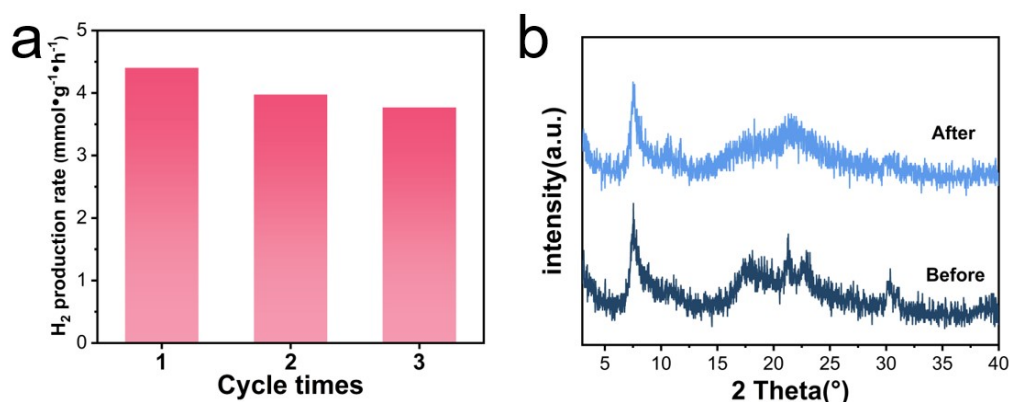 a
H₂ production rate (mmol•g⁻¹•h⁻¹)
5
4
3
2
1
0
1 2 3
Cycle times
b
intensity(a.u.)
After
Before
5 10 15 20 25 30 35 40
2 Theta(°)